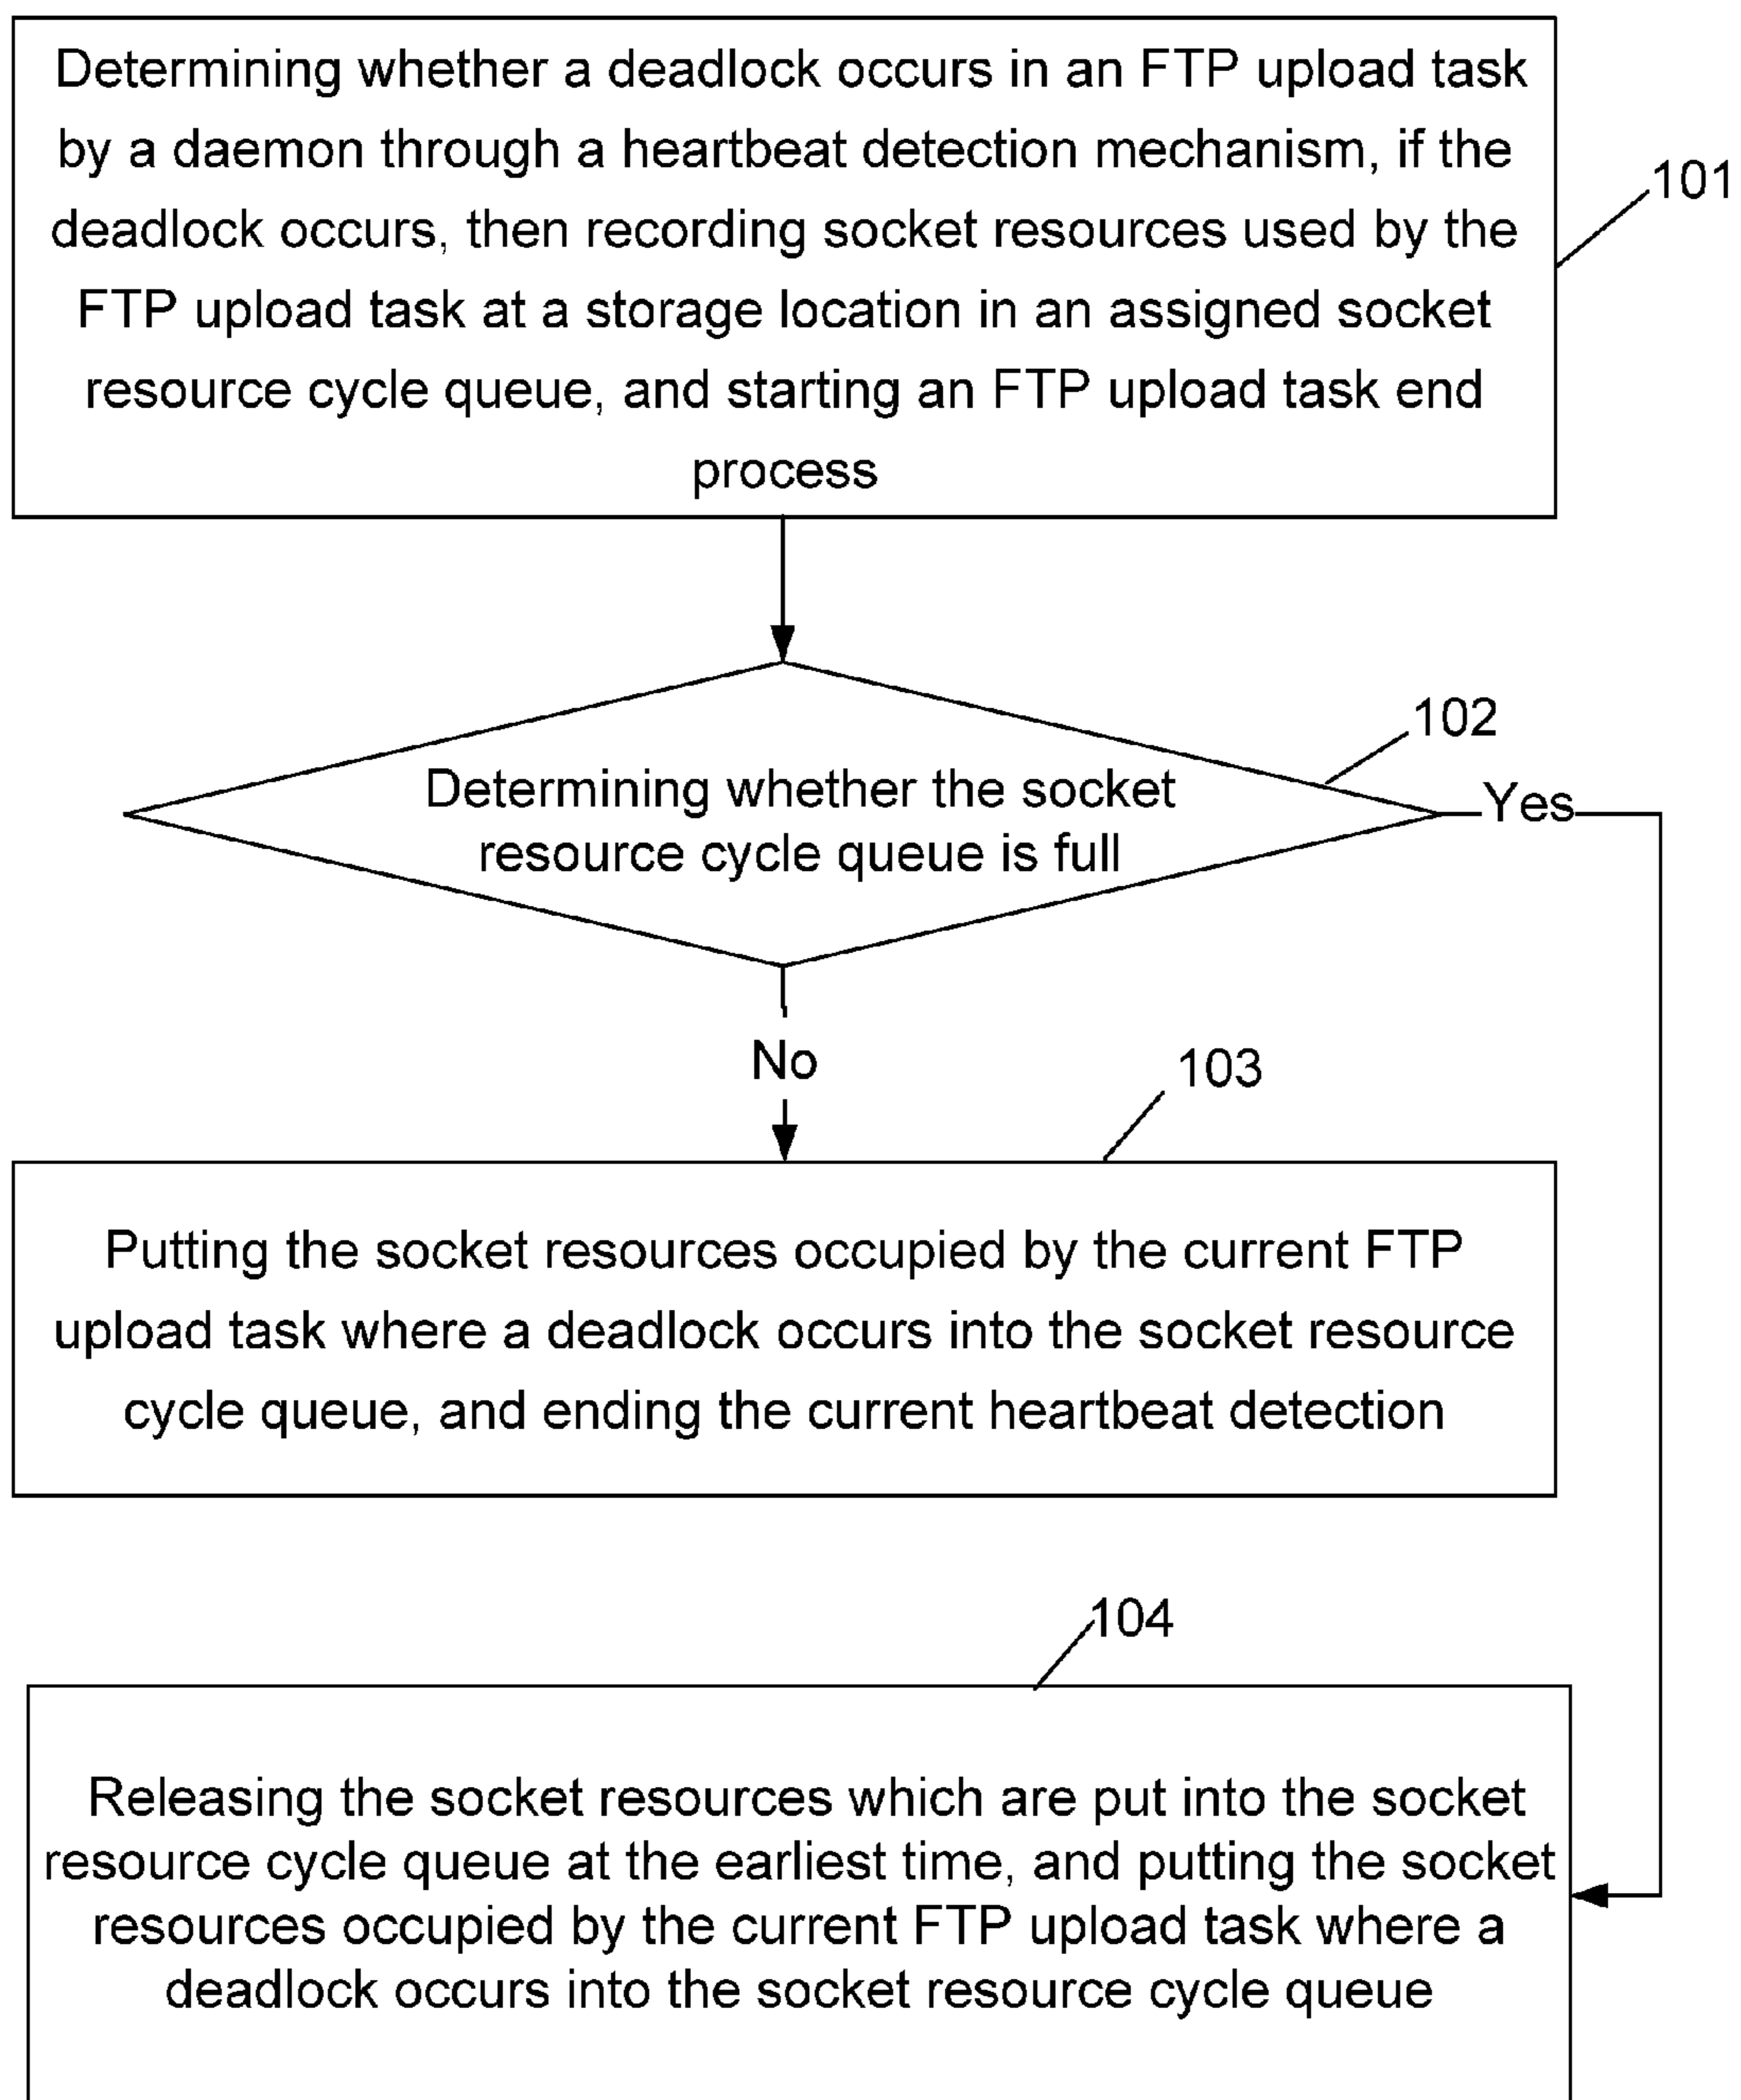 Determining whether a deadlock occurs in an FTP upload task
by a daemon through a heartbeat detection mechanism, if the
deadlock occurs, then recording socket resources used by the
FTP upload task at a storage location in an assigned socket
resource cycle queue, and starting an FTP upload task end
process
101
102
Determining whether the socket
resource cycle queue is full
Yes
No
103
Putting the socket resources occupied by the current FTP
upload task where a deadlock occurs into the socket resource
cycle queue, and ending the current heartbeat detection
104
Releasing the socket resources which are put into the socket
resource cycle queue at the earliest time, and putting the socket
resources occupied by the current FTP upload task where a
deadlock occurs into the socket resource cycle queue